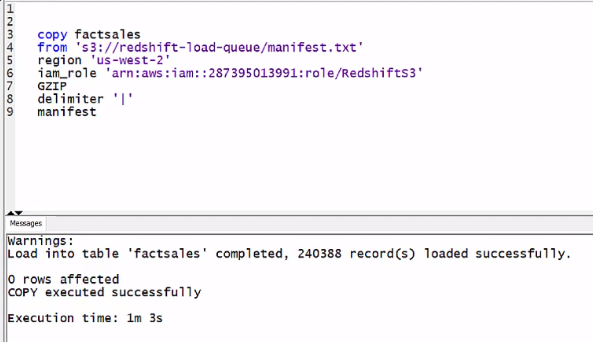 1
2
3 copy factsales
4 from 's3://redshift-load-queue/manifest.txt'
5 region 'us-west-2'
6 iam_role 'arn:aws:iam::287395013991:role/RedshiftS3'
7 GZIP
8 delimiter '|'
9 manifest
Messages
Warnings:
Load into table 'factsales' completed, 240388 record(s) loaded successfully.
0 rows affected
COPY executed successfully
Execution time: 1m 3s